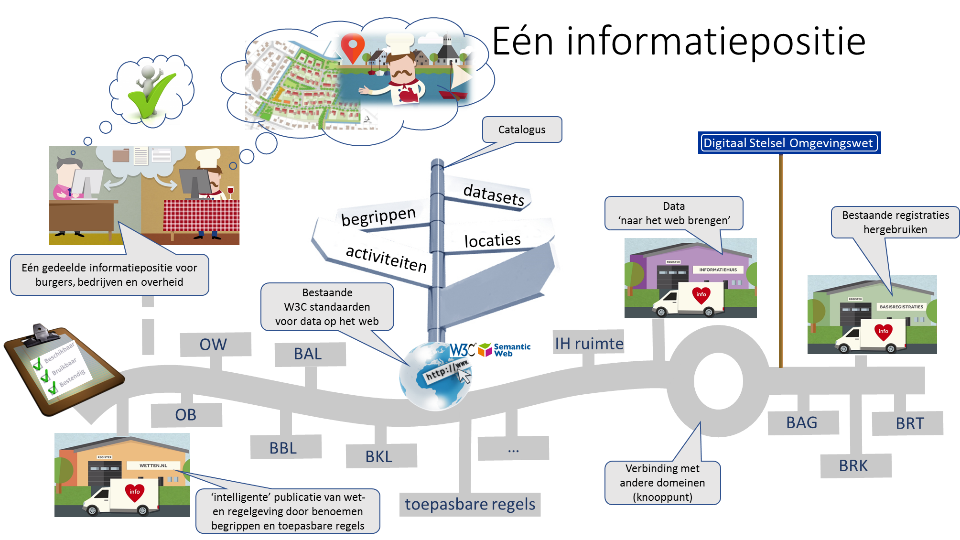 Eén informatiepositie
Catalogus
Digitaal Stelsel Omgevingswet
datasets
begrippen
locaties
activiteiten
Data
‘naar het web brengen’
Bestaande registraties
hergebruiken
Eén gedeelde informatiepositie voor
burgers, bedrijven en overheid
Bestaande
W3C standaarden
voor data op het web
INFORMATIEHUIS
info
BASISREGISTRATIES
info
Beschikbaar
Bruikbaar
Bestendig
OW
BAL
W3C
Semantic
Web
http://www.
IH ruimte
OB
BBL
BKL
...
BAG
BRT
BRK
WETTEN.NL
info
‘intelligente’ publicatie van wet-
en regelgeving door benoemen
begrippen en toepasbare regels
toepasbare regels
Verbinding met
andere domeinen
(knooppunt)